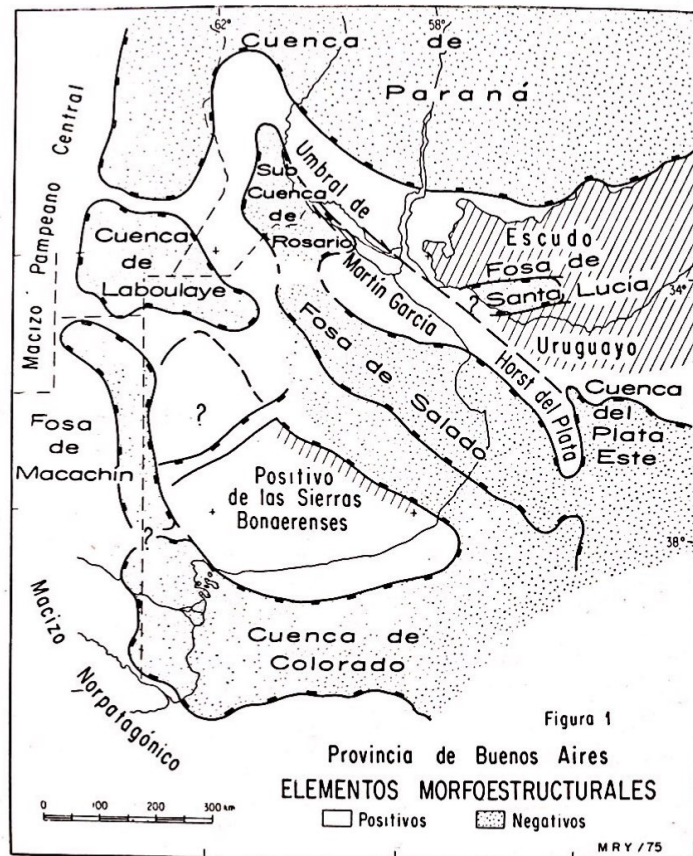 62°
58°
Cuenca de
Paraná
Macizo Pampeano Central
Umbral de
Martín García
Sub
Cuenca
de
Rosario
Cuenca
de
Laboulaye
Escudo
Fosa de
Santa Lucía
?
34°
Uruguayo
Fosa de Salado
Horst del Plata
Cuenca
del
Plata
Este
?
Fosa
de
Macachin
Positivo
de las Sierras
Bonaerenses
?
38°
Macizo
Norpatagónico
Cuenca de
Colorado
Figura 1
Provincia de Buenos Aires
ELEMENTOS MORFOESTRUCTURALES
0 100 200 300 km
Positivos Negativos
MRY/75